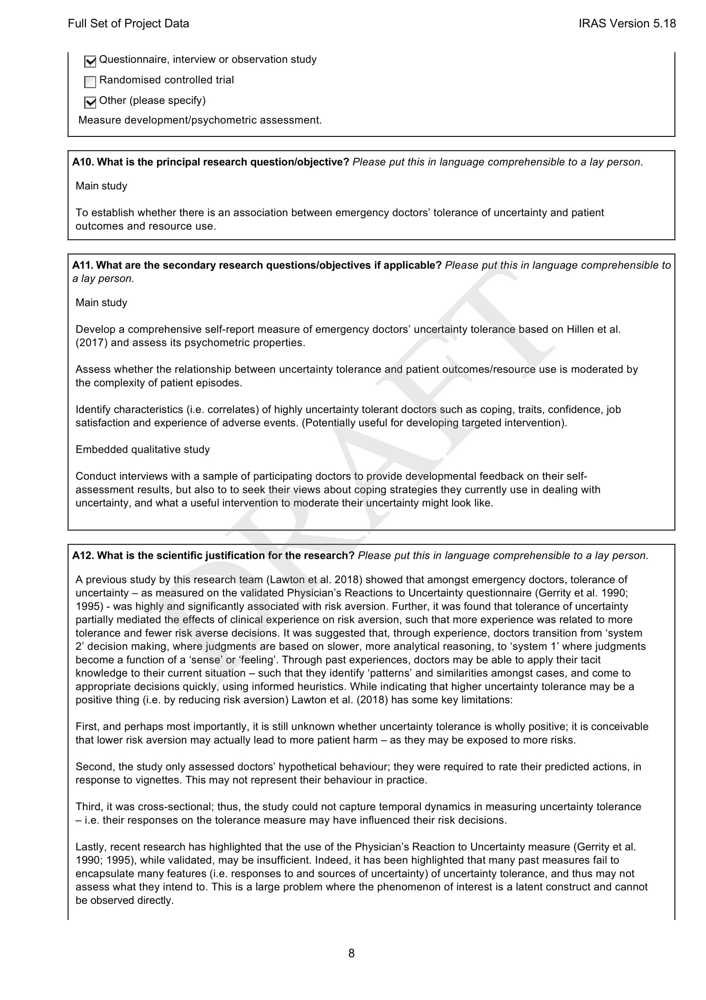 Full Set of Project Data
IRAS Version 5.18
Questionnaire, interview or observation study
Randomised controlled trial
Other (please specify)
Measure development/psychometric assessment.
A10. What is the principal research question/objective? Please put this in language comprehensible to a lay person.
Main study
To establish whether there is an association between emergency doctors’ tolerance of uncertainty and patient
outcomes and resource use.
A11. What are the secondary research questions/objectives if applicable? Please put this in language comprehensible to
a lay person.
Main study
Develop a comprehensive self-report measure of emergency doctors’ uncertainty tolerance based on Hillen et al.
(2017) and assess its psychometric properties.
Assess whether the relationship between uncertainty tolerance and patient outcomes/resource use is moderated by
the complexity of patient episodes.
Identify characteristics (i.e. correlates) of highly uncertainty tolerant doctors such as coping, traits, confidence, job
satisfaction and experience of adverse events. (Potentially useful for developing targeted intervention).
Embedded qualitative study
Conduct interviews with a sample of participating doctors to provide developmental feedback on their self-
assessment results, but also to to seek their views about coping strategies they currently use in dealing with
uncertainty, and what a useful intervention to moderate their uncertainty might look like.
A12. What is the scientific justification for the research? Please put this in language comprehensible to a lay person.
A previous study by this research team (Lawton et al. 2018) showed that amongst emergency doctors, tolerance of
uncertainty – as measured on the validated Physician’s Reactions to Uncertainty questionnaire (Gerrity et al. 1990;
1995) - was highly and significantly associated with risk aversion. Further, it was found that tolerance of uncertainty
partially mediated the effects of clinical experience on risk aversion, such that more experience was related to more
tolerance and fewer risk averse decisions. It was suggested that, through experience, doctors transition from ‘system
2’ decision making, where judgments are based on slower, more analytical reasoning, to ‘system 1’ where judgments
become a function of a ‘sense’ or ‘feeling’. Through past experiences, doctors may be able to apply their tacit
knowledge to their current situation – such that they identify ‘patterns’ and similarities amongst cases, and come to
appropriate decisions quickly, using informed heuristics. While indicating that higher uncertainty tolerance may be a
positive thing (i.e. by reducing risk aversion) Lawton et al. (2018) has some key limitations:
First, and perhaps most importantly, it is still unknown whether uncertainty tolerance is wholly positive; it is conceivable
that lower risk aversion may actually lead to more patient harm – as they may be exposed to more risks.
Second, the study only assessed doctors’ hypothetical behaviour; they were required to rate their predicted actions, in
response to vignettes. This may not represent their behaviour in practice.
Third, it was cross-sectional; thus, the study could not capture temporal dynamics in measuring uncertainty tolerance
– i.e. their responses on the tolerance measure may have influenced their risk decisions.
Lastly, recent research has highlighted that the use of the Physician’s Reaction to Uncertainty measure (Gerrity et al.
1990; 1995), while validated, may be insufficient. Indeed, it has been highlighted that many past measures fail to
encapsulate many features (i.e. responses to and sources of uncertainty) of uncertainty tolerance, and thus may not
assess what they intend to. This is a large problem where the phenomenon of interest is a latent construct and cannot
be observed directly.
DRAFT
8